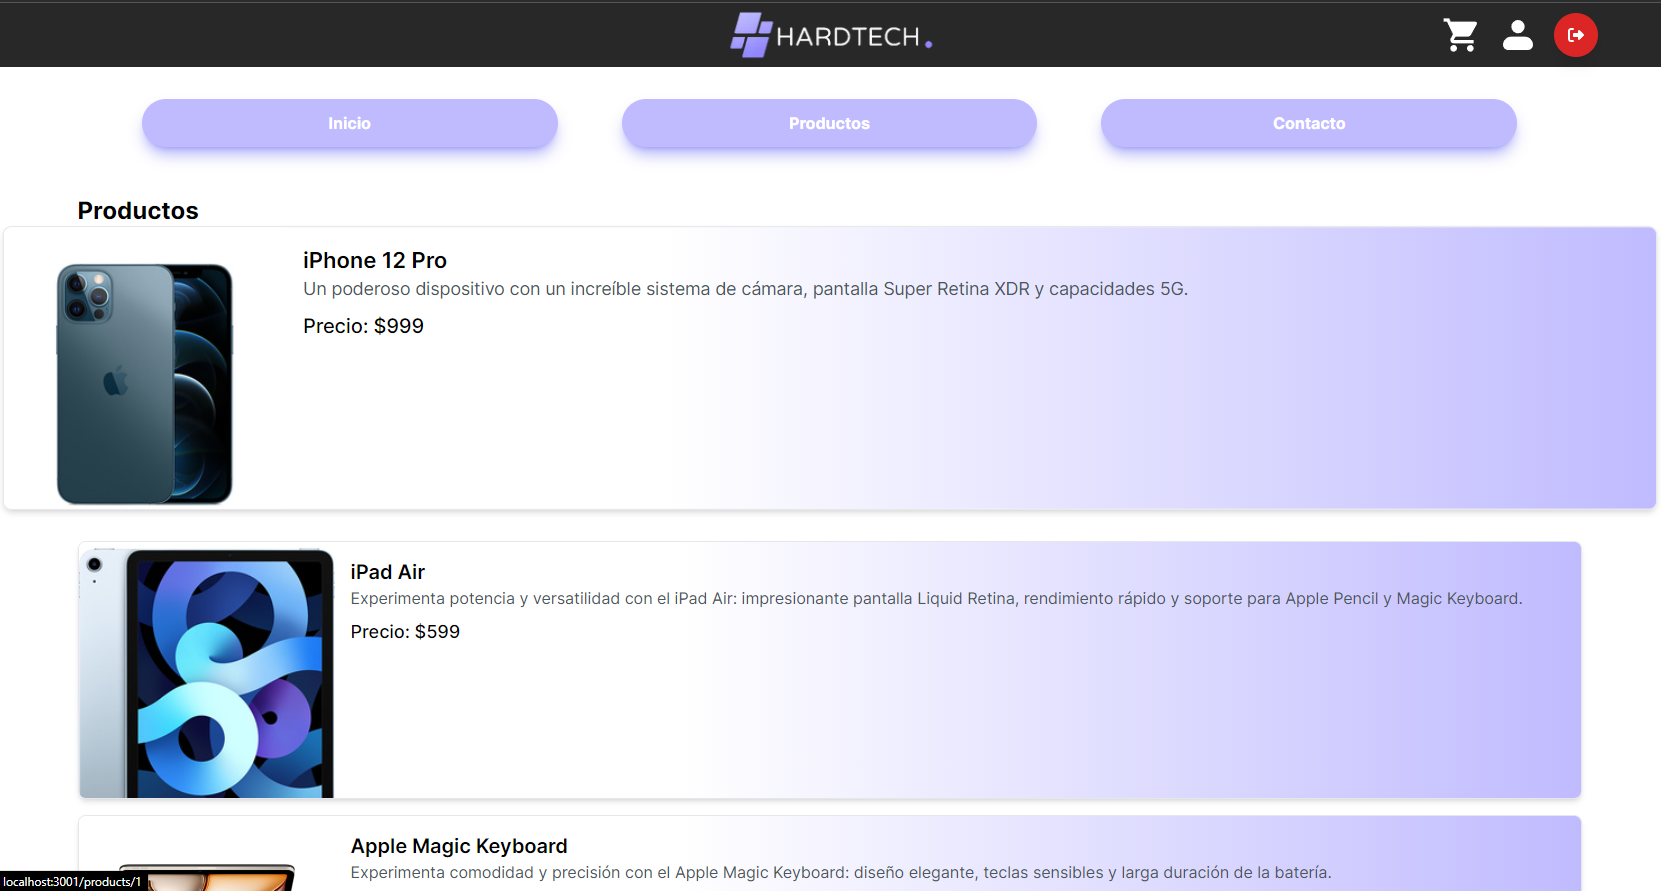 HARDTECH.
Inicio
Productos
Contacto
Productos
iPhone 12 Pro
Un poderoso dispositivo con un increíble sistema de cámara, pantalla Super Retina XDR y capacidades 5G.
Precio: $999
iPad Air
Experimenta potencia y versatilidad con el iPad Air: impresionante pantalla Liquid Retina, rendimiento rápido y soporte para Apple Pencil y Magic Keyboard.
Precio: $599
Apple Magic Keyboard
Experimenta comodidad y precisión con el Apple Magic Keyboard: diseño elegante, teclas sensibles y larga duración de la batería.
localhost:3001/products/1